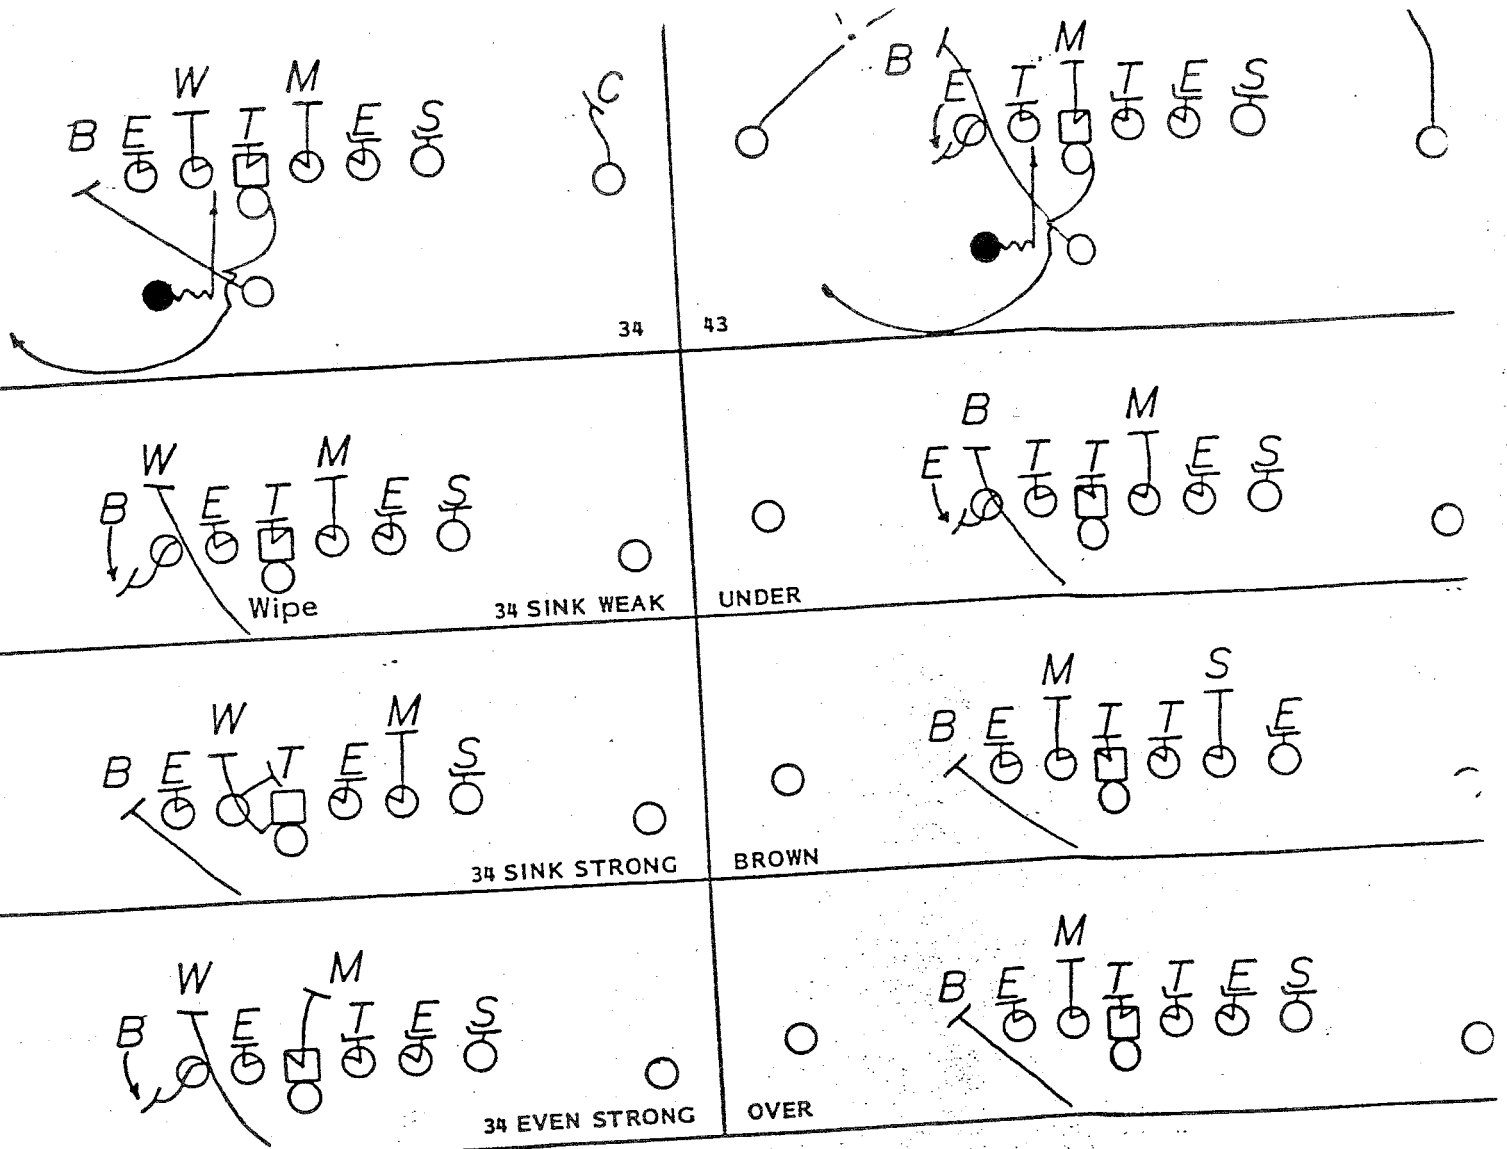 W M C
B E T E S
34
B M
E T T E S
43
W M
B E T E S
Wipe
34 SINK WEAK
B M
E T T E S
UNDER
W M
B E T E S
34 SINK STRONG
M S
B E T T E
BROWN
W M
B E T E S
34 EVEN STRONG
M
B E T T E S
OVER